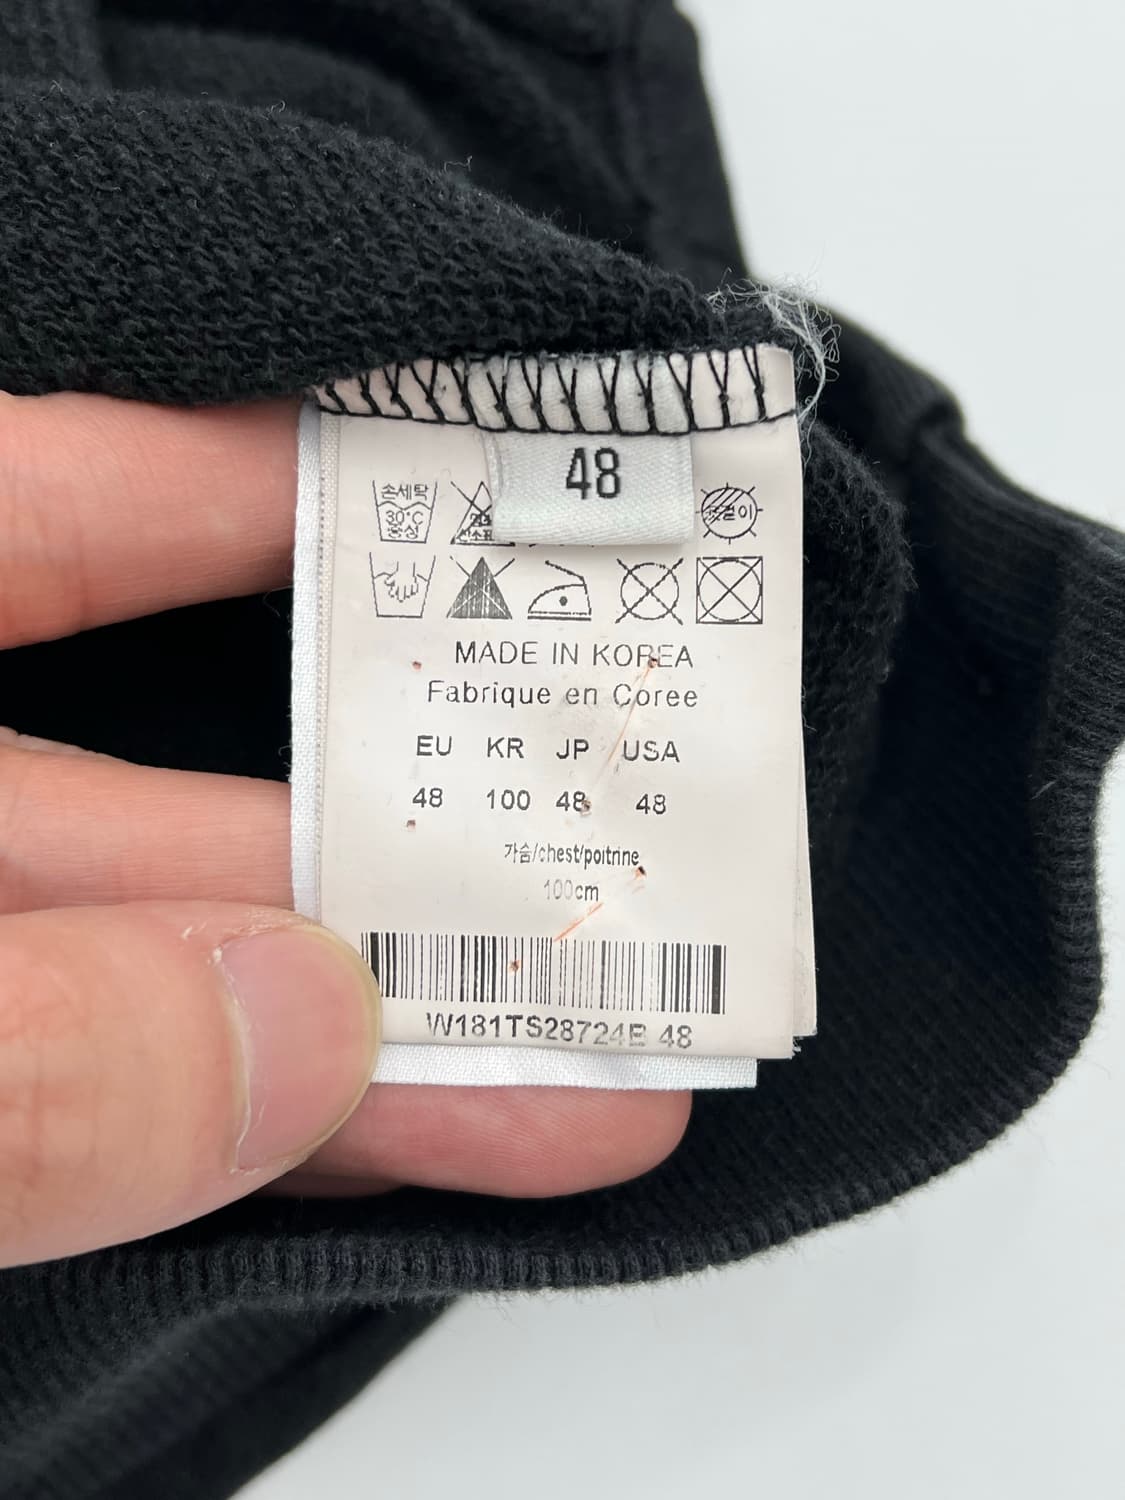 48
손세탁
30°C
중성
MADE IN KOREA
Fabrique en Coree
EU KR JP USA
48 100 48 48
가슴/chest/poitrine
100cm
W181TS28724B 48